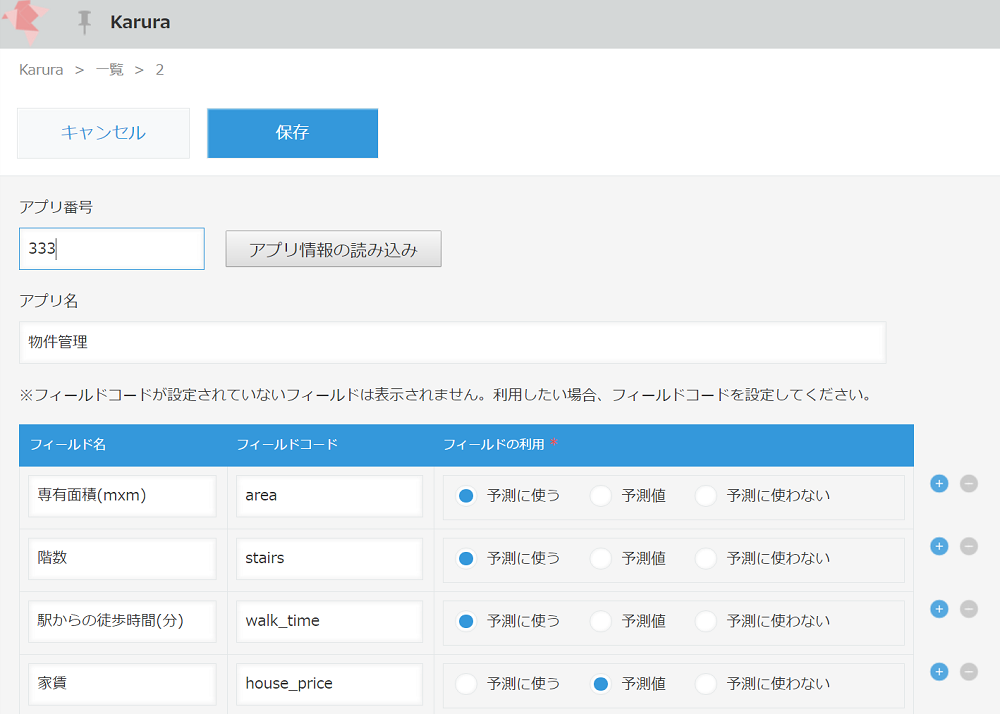 Karura
Karura > 一覧 > 2
キャンセル 保存
アプリ番号
333 アプリ情報の読み込み
アプリ名
物件管理
※フィールドコードが設定されていないフィールドは表示されません。利用したい場合、フィールドコードを設定してください。
フィールド名 フィールドコード フィールドの利用 *
専有面積(mxm) area 予測に使う 予測値 予測に使わない
階数 stairs 予測に使う 予測値 予測に使わない
駅からの徒歩時間(分) walk_time 予測に使う 予測値 予測に使わない
家賃 house_price 予測に使う 予測値 予測に使わない